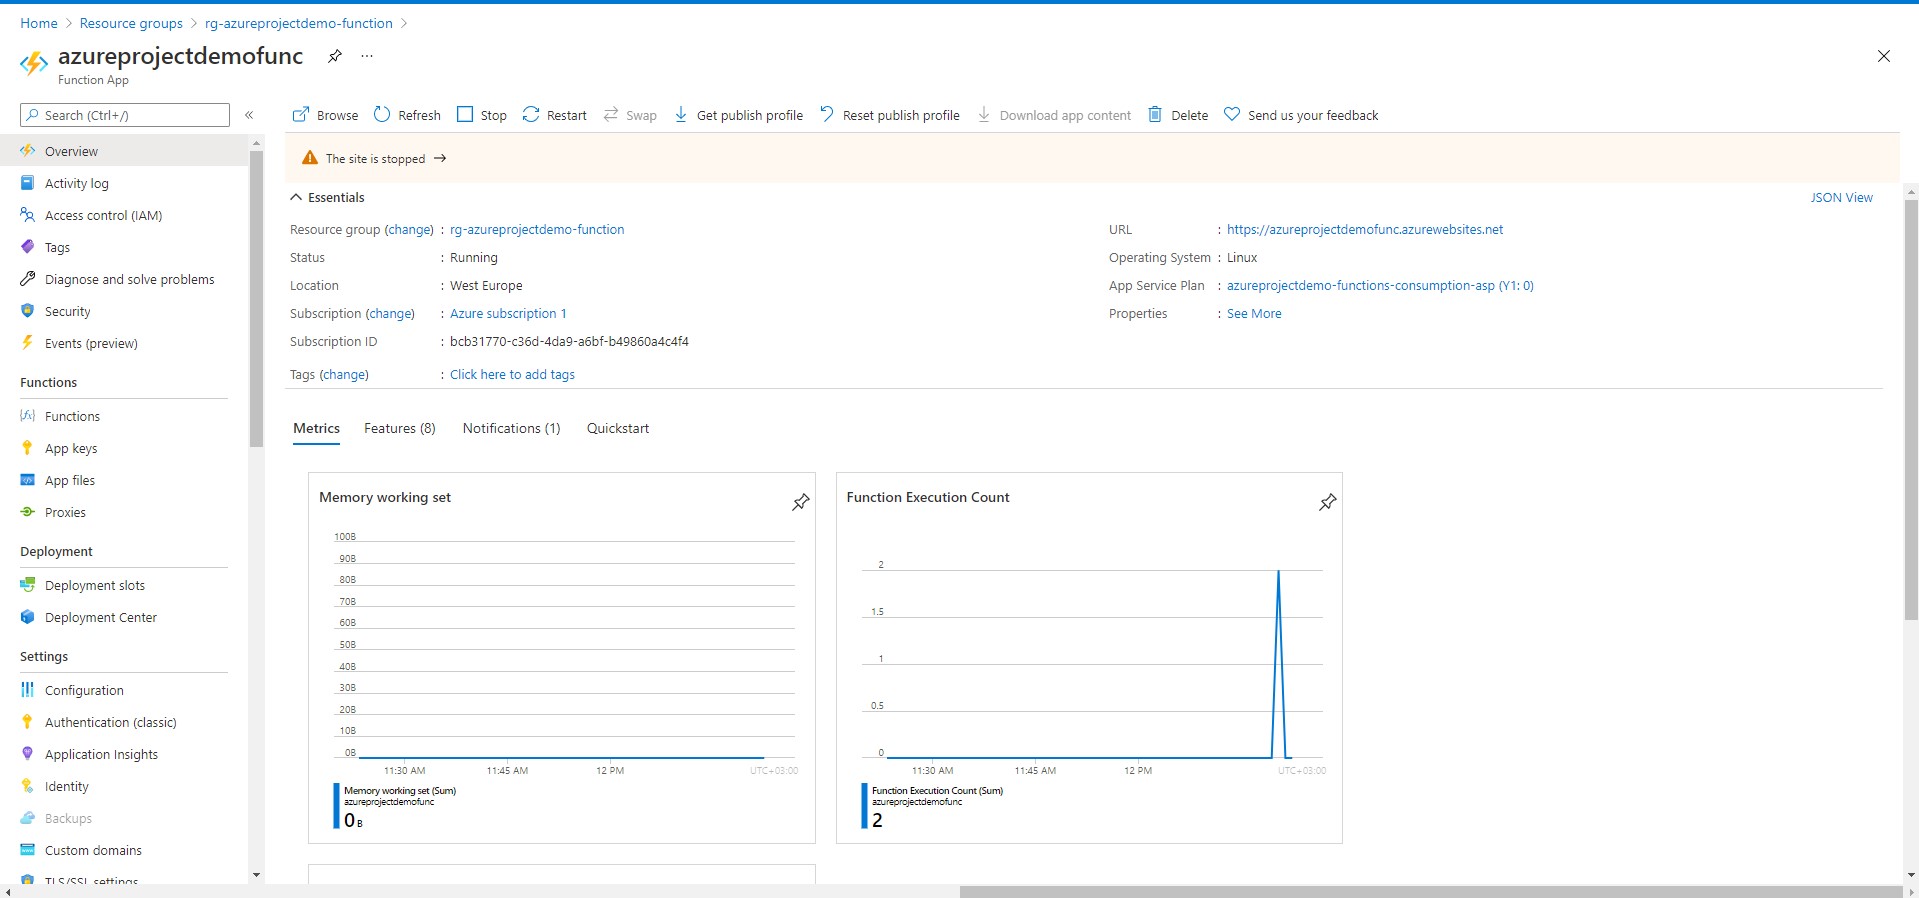 Home > Resource groups > rg-azureprojectdemo-function >
azureprojectdemofunc
Function App
Search (Ctrl+/)
«
Browse Refresh Stop Restart Swap Get publish profile Reset publish profile Download app content Delete Send us your feedback
Overview
Activity log
Access control (IAM)
Tags
Diagnose and solve problems
Security
Events (preview)
Functions
Functions
App keys
App files
Proxies
Deployment
Deployment slots
Deployment Center
Settings
Configuration
Authentication (classic)
Application Insights
Identity
Backups
Custom domains
TLS/SSL settings
The site is stopped →
Essentials
JSON View
Resource group (change) : rg-azureprojectdemo-function
Status : Running
Location : West Europe
Subscription (change) : Azure subscription 1
Subscription ID : bcb31770-c36d-4da9-a6bf-b49860a4c4f4
Tags (change) : Click here to add tags
URL : https://azureprojectdemofunc.azurewebsites.net
Operating System : Linux
App Service Plan : azureprojectdemo-functions-consumption-asp (Y1: 0)
Properties : See More
Metrics Features (8) Notifications (1) Quickstart
Memory working set
100B
90B
80B
70B
60B
50B
40B
30B
20B
10B
0B
11:30 AM 11:45 AM 12 PM UTC+03:00
Memory working set (Sum)
azureprojectdemofunc
0 B
Function Execution Count
2
1.5
1
0.5
0
11:30 AM 11:45 AM 12 PM UTC+03:00
Function Execution Count (Sum)
azureprojectdemofunc
2